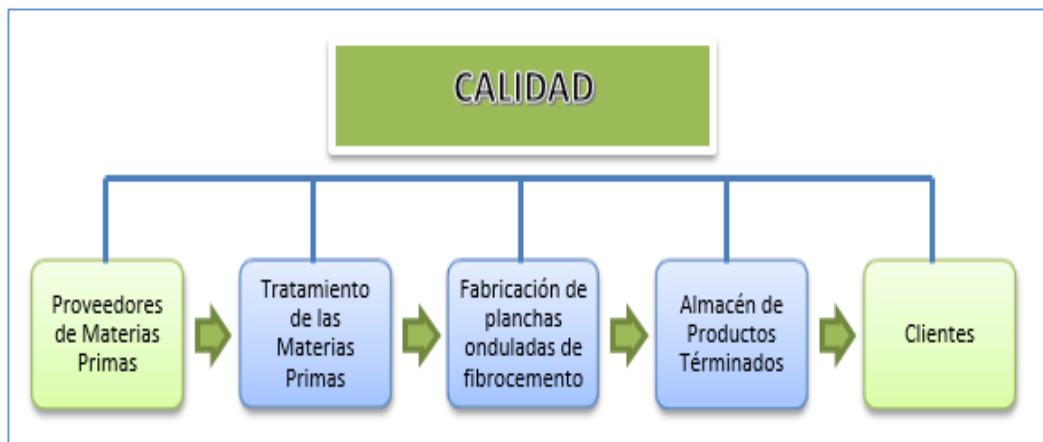 CALIDAD
Proveedores
de Materias
Primas
Tratamiento
de las
Materias
Primas
Fabricación de
planchas
onduladas de
fibrocemento
Almacén de
Productos
Términados
Clientes